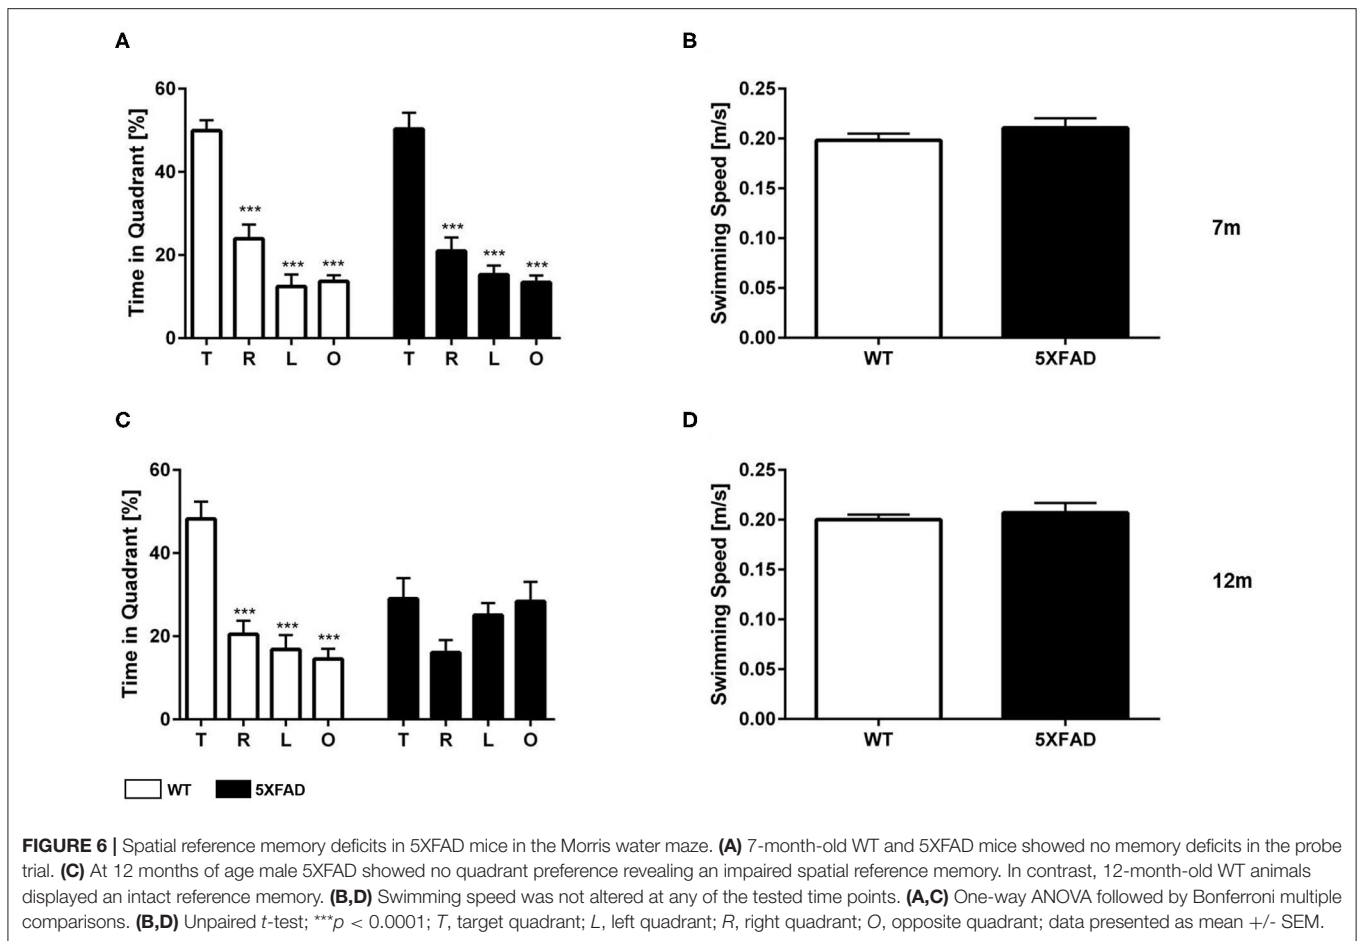 A
B
60
40
20
0
Time in Quadrant [%]
***
***
***
***
***
***
T R L O T R L O
0.25
0.20
0.15
0.10
0.05
0.00
Swimming Speed [m/s]
WT 5XFAD
7m
C
D
60
40
20
0
Time in Quadrant [%]
***
***
***
T R L O T R L O
0.25
0.20
0.15
0.10
0.05
0.00
Swimming Speed [m/s]
WT 5XFAD
12m
WT 5XFAD
FIGURE 6 | Spatial reference memory deficits in 5XFAD mice in the Morris water maze. (A) 7-month-old WT and 5XFAD mice showed no memory deficits in the probe
trial. (C) At 12 months of age male 5XFAD showed no quadrant preference revealing an impaired spatial reference memory. In contrast, 12-month-old WT animals
displayed an intact reference memory. (B,D) Swimming speed was not altered at any of the tested time points. (A,C) One-way ANOVA followed by Bonferroni multiple
comparisons. (B,D) Unpaired t-test; ***p < 0.0001; T, target quadrant; L, left quadrant; R, right quadrant; O, opposite quadrant; data presented as mean +/- SEM.